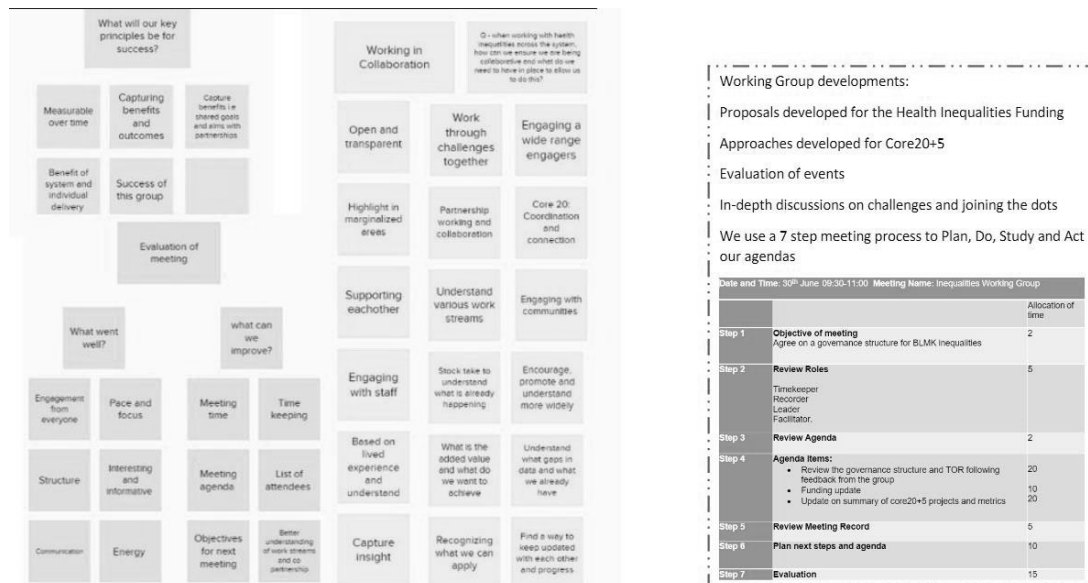 What will our key
principles be for
success?
Measurable
over time
Capturing
benefits
and
outcomes
Capture
benefits i.e
shared goals
and aims with
partnerships
Benefit of
system and
individual
delivery
Success of
this group
Evaluation of
meeting
What went
well?
what can
we
improve?
Engagement
from
everyone
Pace and
focus
Meeting
time
Time
keeping
Structure
Interesting
and
informative
Meeting
agenda
List of
attendees
Communication
Energy
Objectives
for next
meeting
Better
understanding
of work streams
and co
partnership
Working in
Collaboration
Q - when working with health
inequalities across the system,
how can we ensure we are being
collaborative and what do we
need to have in place to allow us
to do this?
Open and
transparent
Work
through
challenges
together
Engaging a
wide range
engagers
Highlight in
marginalized
areas
Partnership
working and
collaboration
Core 20:
Coordination
and
connection
Supporting
eachother
Understand
various work
streams
Engaging with
communities
Engaging
with staff
Stock take to
understand
what is already
happening
Encourage,
promote and
understand
more widely
Based on
lived
experience
and
understand
What is the
added value
and what do
we want to
achieve
Understand
what gaps in
data and what
we already
have
Capture
insight
Recognizing
what we can
apply
Find a way to
keep updated
with each other
and progress
Working Group developments:
Proposals developed for the Health Inequalities Funding
Approaches developed for Core20+5
Evaluation of events
In-depth discussions on challenges and joining the dots
We use a 7 step meeting process to Plan, Do, Study and Act
our agendas
Date and Time: 30th June 09:30-11:00 Meeting Name: Inequalities Working Group
Allocation of
time
Step 1 Objective of meeting 2
Agree on a governance structure for BLMK inequalities
Step 2 Review Roles 5
Timekeeper
Recorder
Leader
Facilitator.
Step 3 Review Agenda 2
Step 4 Agenda items:
• Review the governance structure and TOR following 20
feedback from the group
• Funding update 10
• Update on summary of core20+5 projects and metrics 20
Step 5 Review Meeting Record 5
Step 6 Plan next steps and agenda 10
Step 7 Evaluation 15